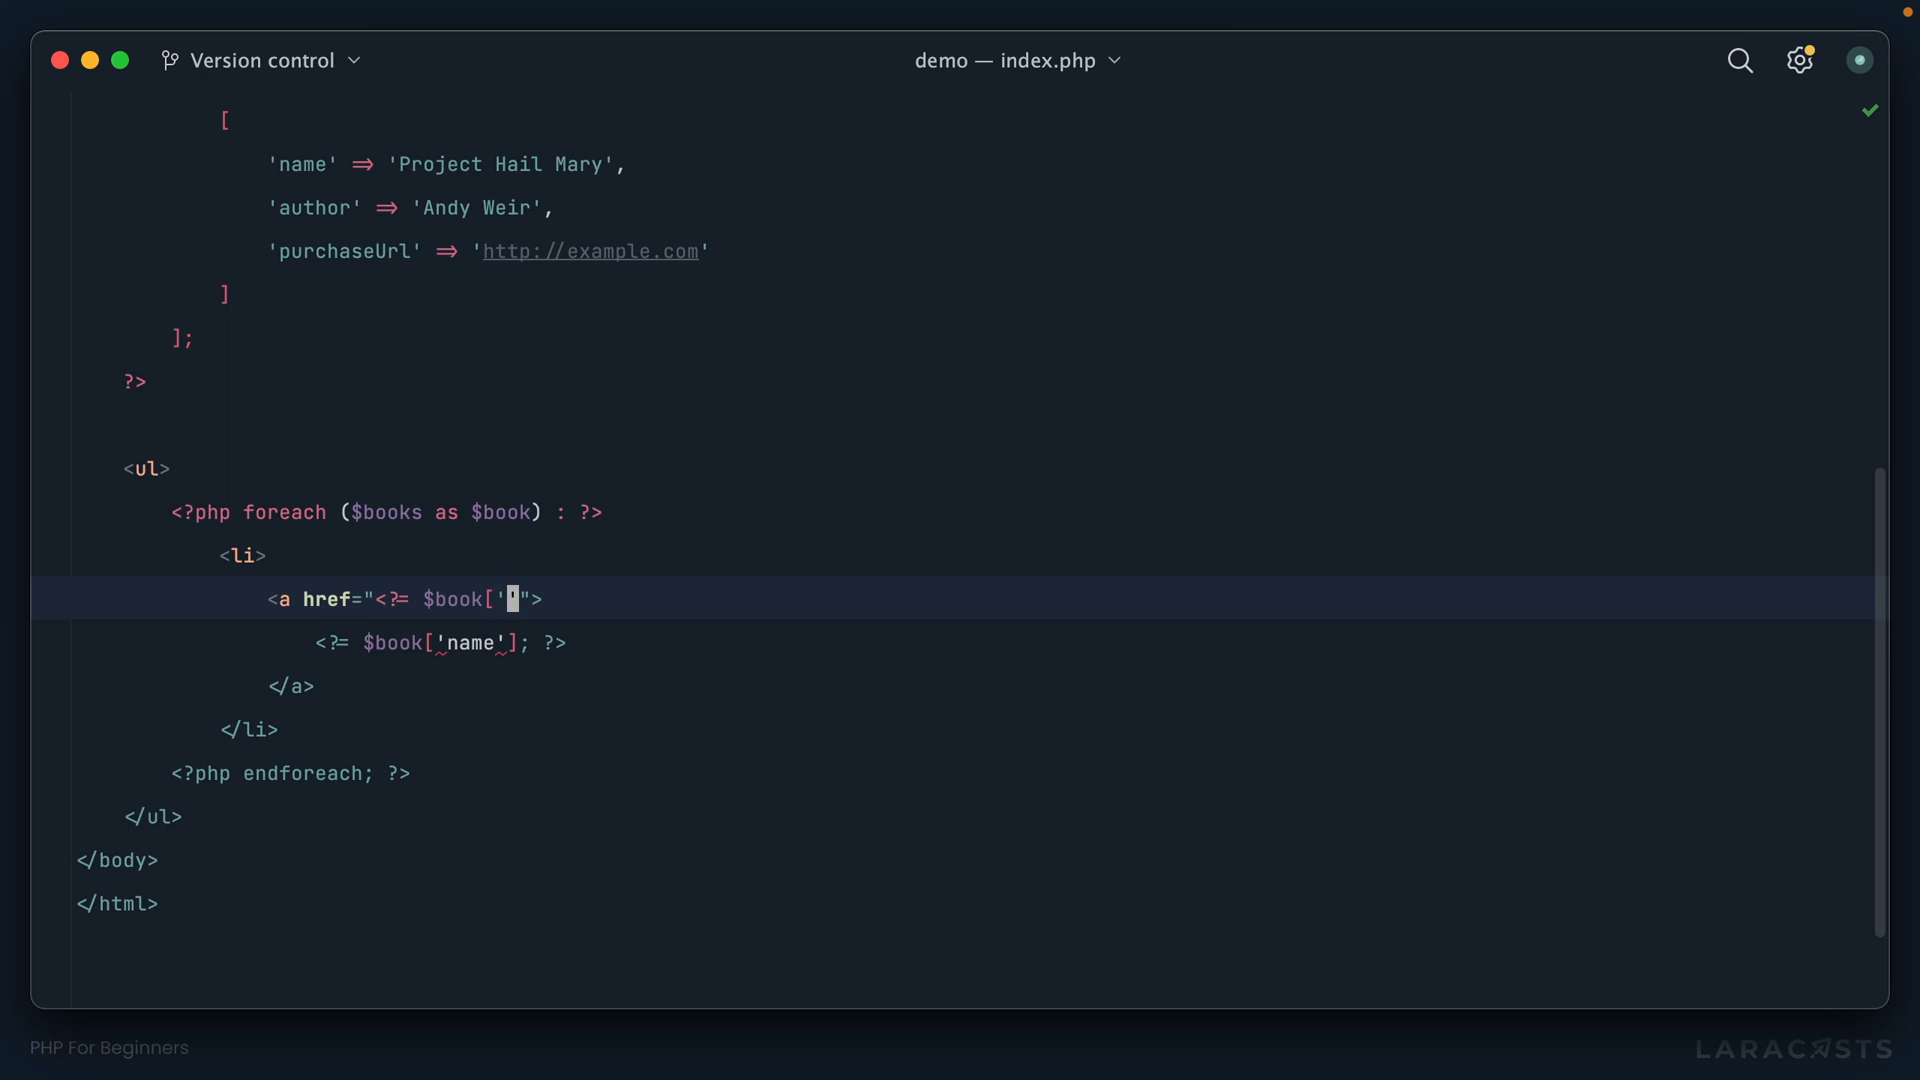 Version control
demo — index.php
[
'name' => 'Project Hail Mary',
'author' => 'Andy Weir',
'purchaseUrl' => 'http://example.com'
]
];
?>
<ul>
<?php foreach ($books as $book) : ?>
<li>
<a href="<?= $book[''">
<?= $book['name']; ?>
</a>
</li>
<?php endforeach; ?>
</ul>
</body>
</html>
PHP For Beginners
LARACASTS